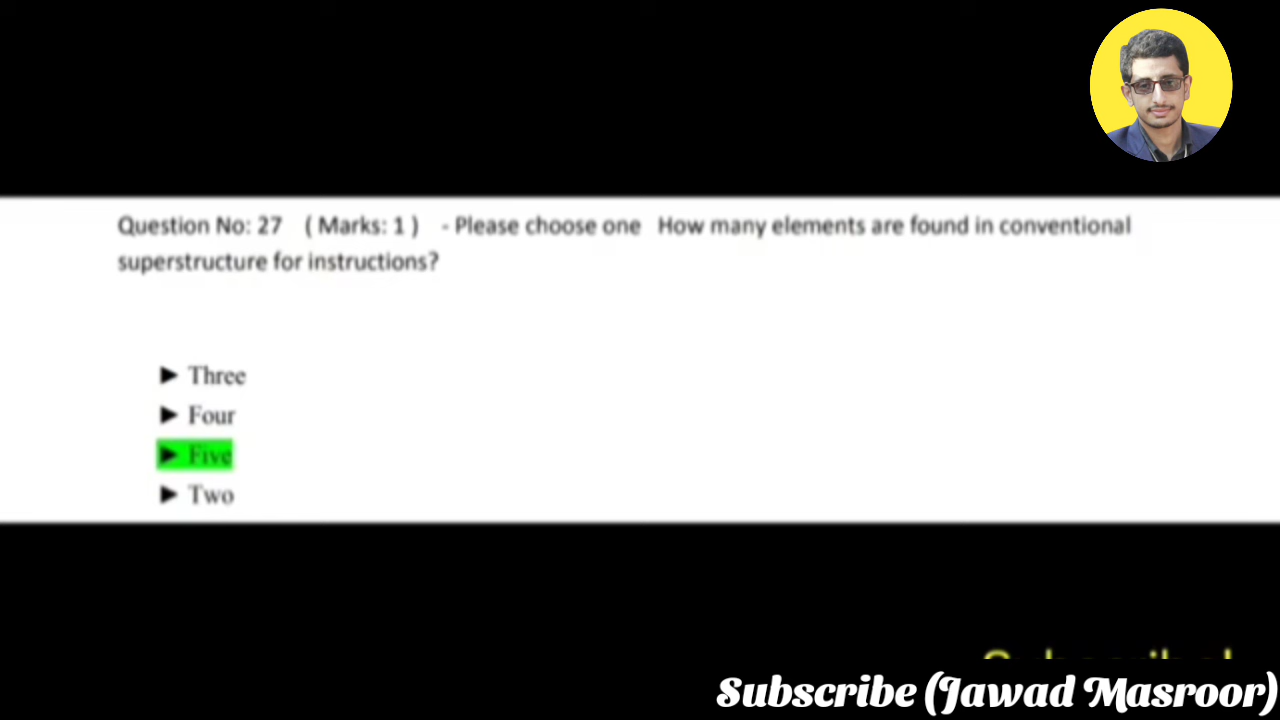 Question No: 27 ( Marks: 1 ) - Please choose one How many elements are found in conventional
superstructure for instructions?
► Three
► Four
► Five
► Two
Subscribe (Jawad Masroor)